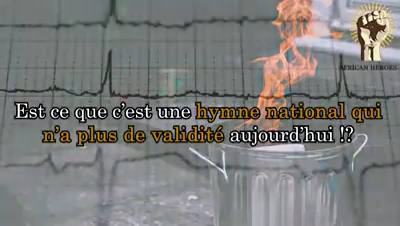 AFRICAN HEROES
Est ce que c'est une hymne national qui
n'a plus de validité aujourd'hui !?